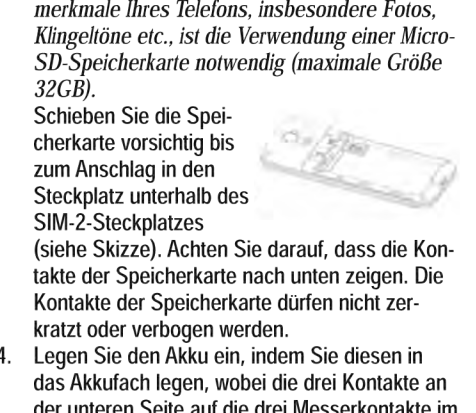 merkmale Ihres Telefons, insbesondere Fotos,
Klingeltöne etc., ist die Verwendung einer Micro-
SD-Speicherkarte notwendig (maximale Größe
32GB).
Schieben Sie die Spei-
cherkarte vorsichtig bis
zum Anschlag in den
Steckplatz unterhalb des
SIM-2-Steckplatzes
(siehe Skizze). Achten Sie darauf, dass die Kon-
takte der Speicherkarte nach unten zeigen. Die
Kontakte der Speicherkarte dürfen nicht zer-
kratzt oder verbogen werden.
4. Legen Sie den Akku ein, indem Sie diesen in
das Akkufach legen, wobei die drei Kontakte an
der unteren Seite auf die drei Messerkontakte im